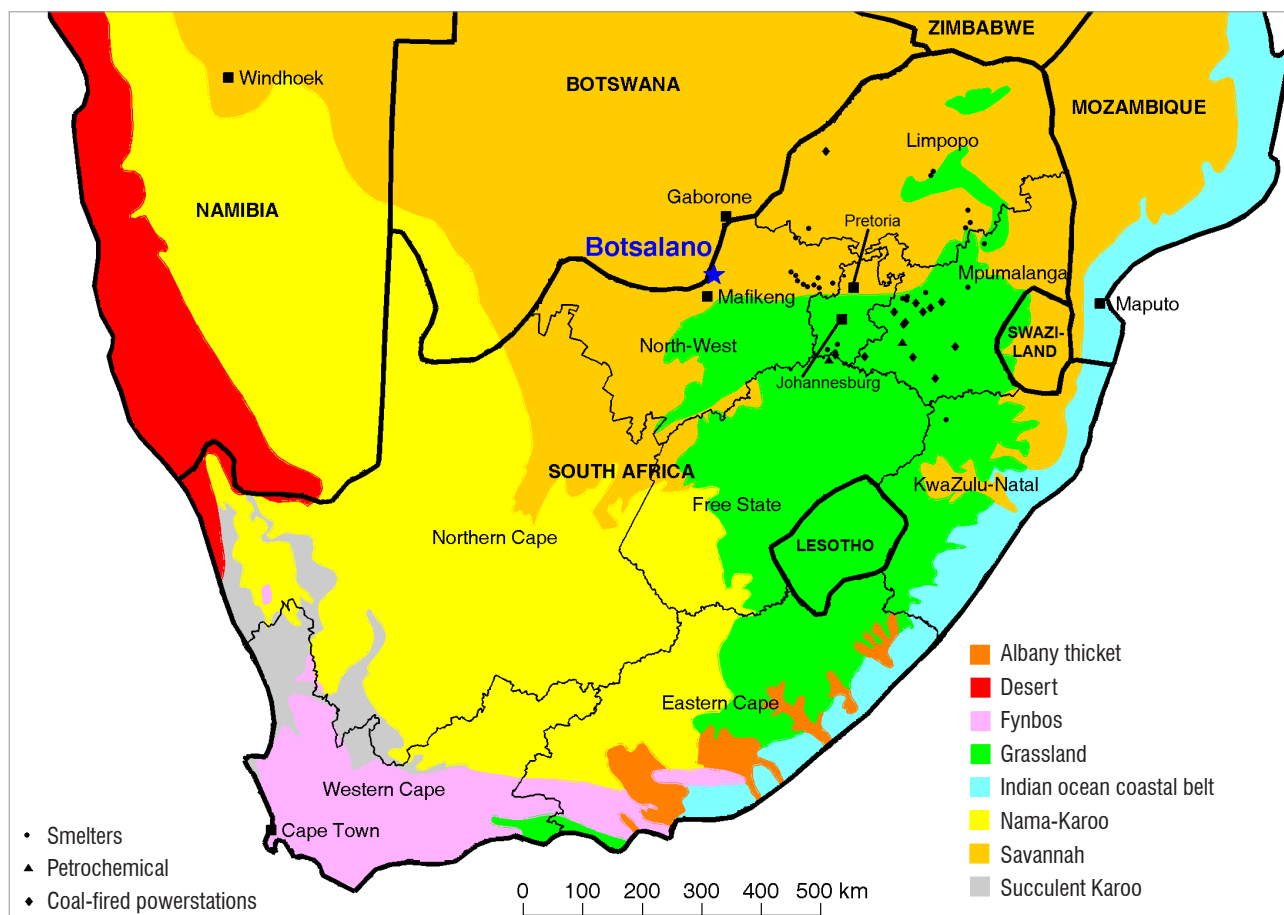 ZIMBABWE
Windhoek
BOTSWANA
MOZAMBIQUE
Limpopo
Gaborone
NAMIBIA
Pretoria
Botsalano
Mpumalanga
Mafikeng
Maputo
SWAZI-
LAND
North-West
Johannesburg
SOUTH AFRICA
KwaZulu-Natal
Free State
Northern Cape
LESOTHO
Albany thicket
Desert
Eastern Cape
Fynbos
Grassland
Indian ocean coastal belt
Western Cape
Nama-Karoo
Cape Town
Smelters
Savannah
Petrochemical
Succulent Karoo
Coal-fired powerstations
0 100 200 300 400 500 km